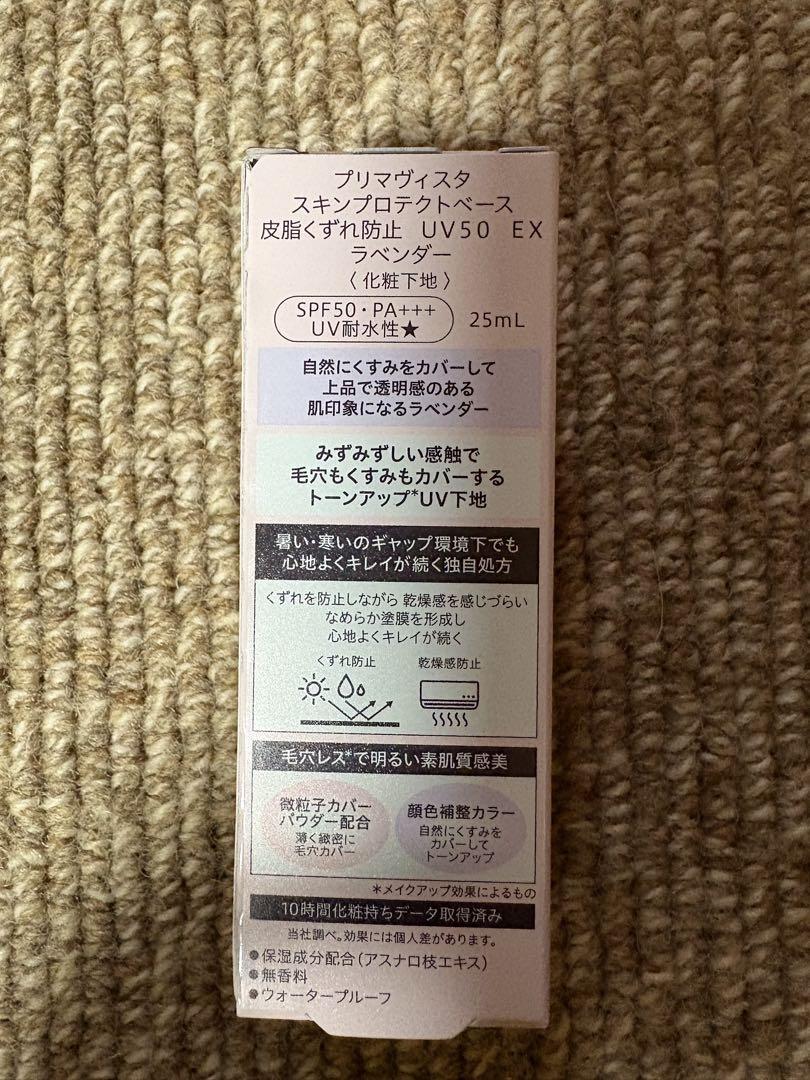 プリマヴィスタ
スキンプロテクトベース
皮脂くずれ防止 UV50 EX
ラベンダー
〈化粧下地〉
SPF50・PA+++
UV耐水性★
25mL
自然にくすみをカバーして
上品で透明感のある
肌印象になるラベンダー
みずみずしい感触で
毛穴もくすみもカバーする
トーンアップ*UV下地
暑い・寒いのギャップ環境下でも
心地よくキレイが続く独自処方
くずれを防止しながら 乾燥感を感じづらい
なめらか塗膜を形成し
心地よくキレイが続く
くずれ防止
乾燥感防止
毛穴レス*で明るい素肌質感美
微粒子カバー
パウダー配合
薄く緻密に
毛穴カバー
顔色補整カラー
自然にくすみを
カバーして
トーンアップ
*メイクアップ効果によるもの
10時間化粧持ちデータ取得済み
当社調べ。効果には個人差があります。
●保湿成分配合(アスナロ枝エキス)
●無香料
●ウォータープルーフ